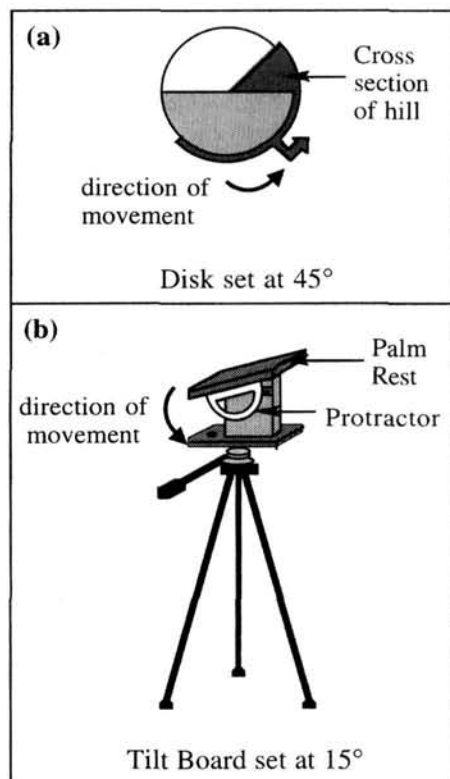 (a)
Cross
section
of hill
direction of
movement
Disk set at 45°
(b)
Palm
Rest
direction of
movement
Protractor
Tilt Board set at 15°